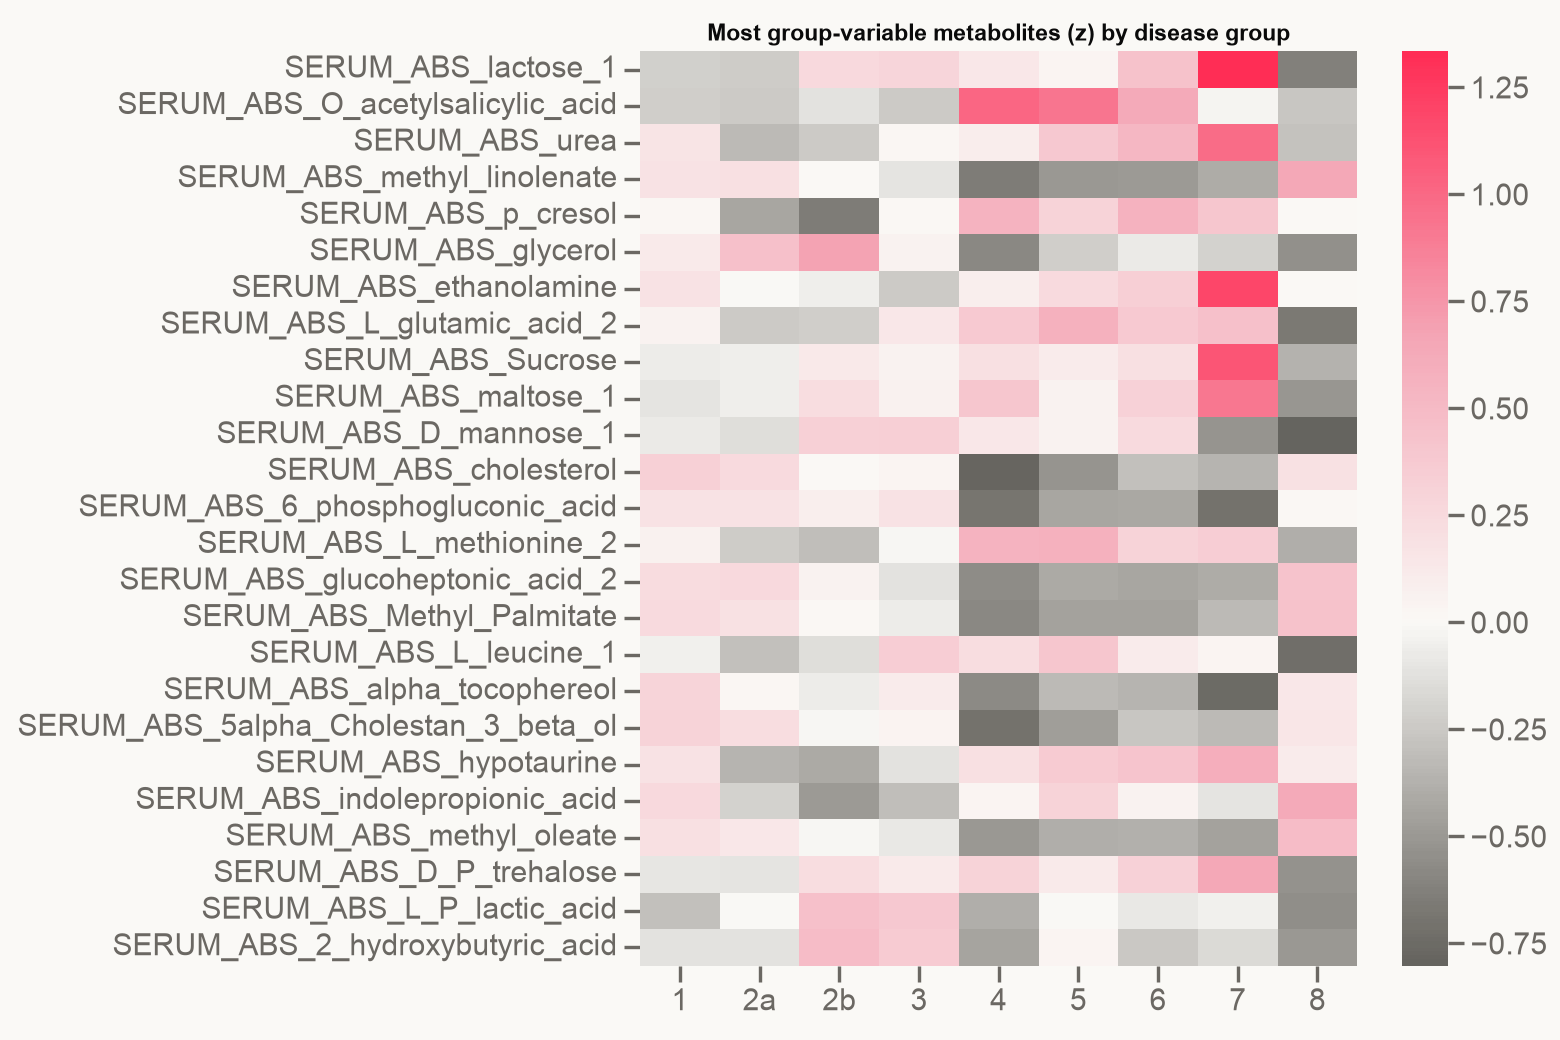 Most group-variable metabolites (z) by disease group
SERUM_ABS_lactose_1
SERUM_ABS_O_acetylsalicylic_acid
SERUM_ABS_urea
SERUM_ABS_methyl_linolenate
SERUM_ABS_p_cresol
SERUM_ABS_glycerol
SERUM_ABS_ethanolamine
SERUM_ABS_L_glutamic_acid_2
SERUM_ABS_Sucrose
SERUM_ABS_maltose_1
SERUM_ABS_D_mannose_1
SERUM_ABS_cholesterol
SERUM_ABS_6_phosphogluconic_acid
SERUM_ABS_L_methionine_2
SERUM_ABS_glucoheptonic_acid_2
SERUM_ABS_Methyl_Palmitate
SERUM_ABS_L_leucine_1
SERUM_ABS_alpha_tocophereol
SERUM_ABS_5alpha_Cholestan_3_beta_ol
SERUM_ABS_hypotaurine
SERUM_ABS_indolepropionic_acid
SERUM_ABS_methyl_oleate
SERUM_ABS_D_P_trehalose
SERUM_ABS_L_P_lactic_acid
SERUM_ABS_2_hydroxybutyric_acid
1 2a 2b 3 4 5 6 7 8
1.25
1.00
0.75
0.50
0.25
0.00
−0.25
−0.50
−0.75